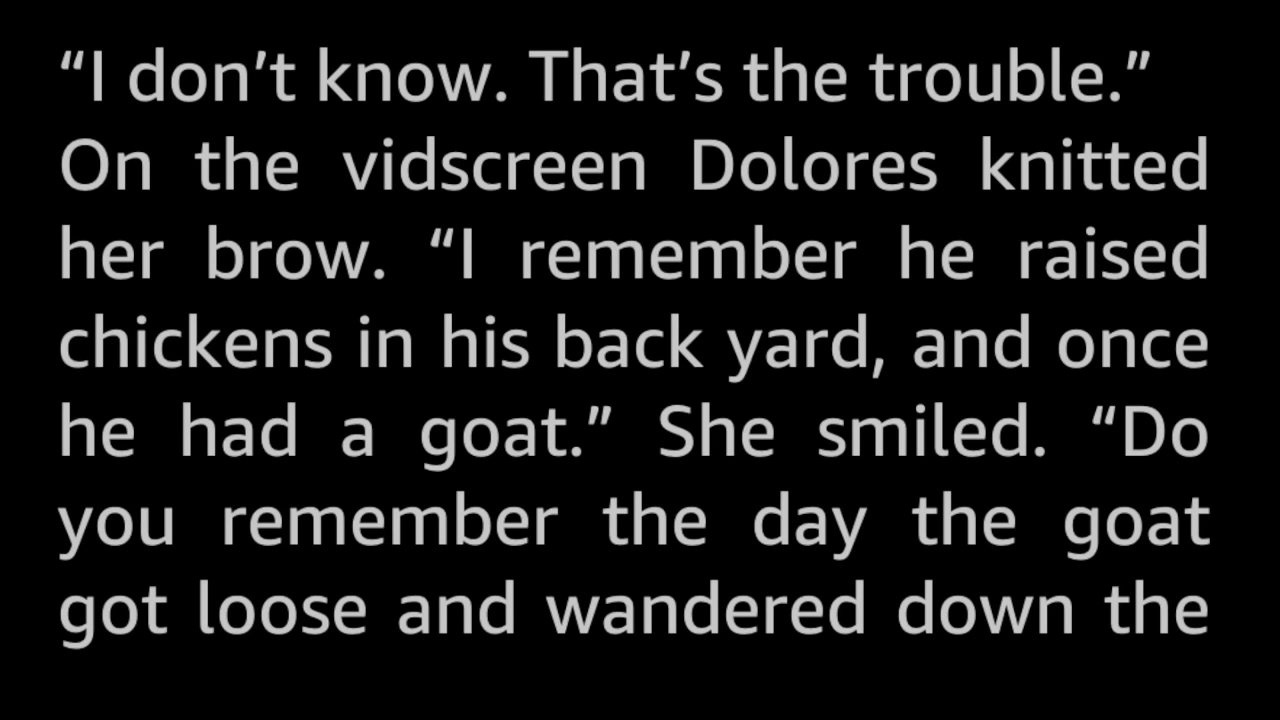 “I don’t know. That’s the trouble.”
On the vidscreen Dolores knitted
her brow. “I remember he raised
chickens in his back yard, and once
he had a goat.” She smiled. “Do
you remember the day the goat
got loose and wandered down the